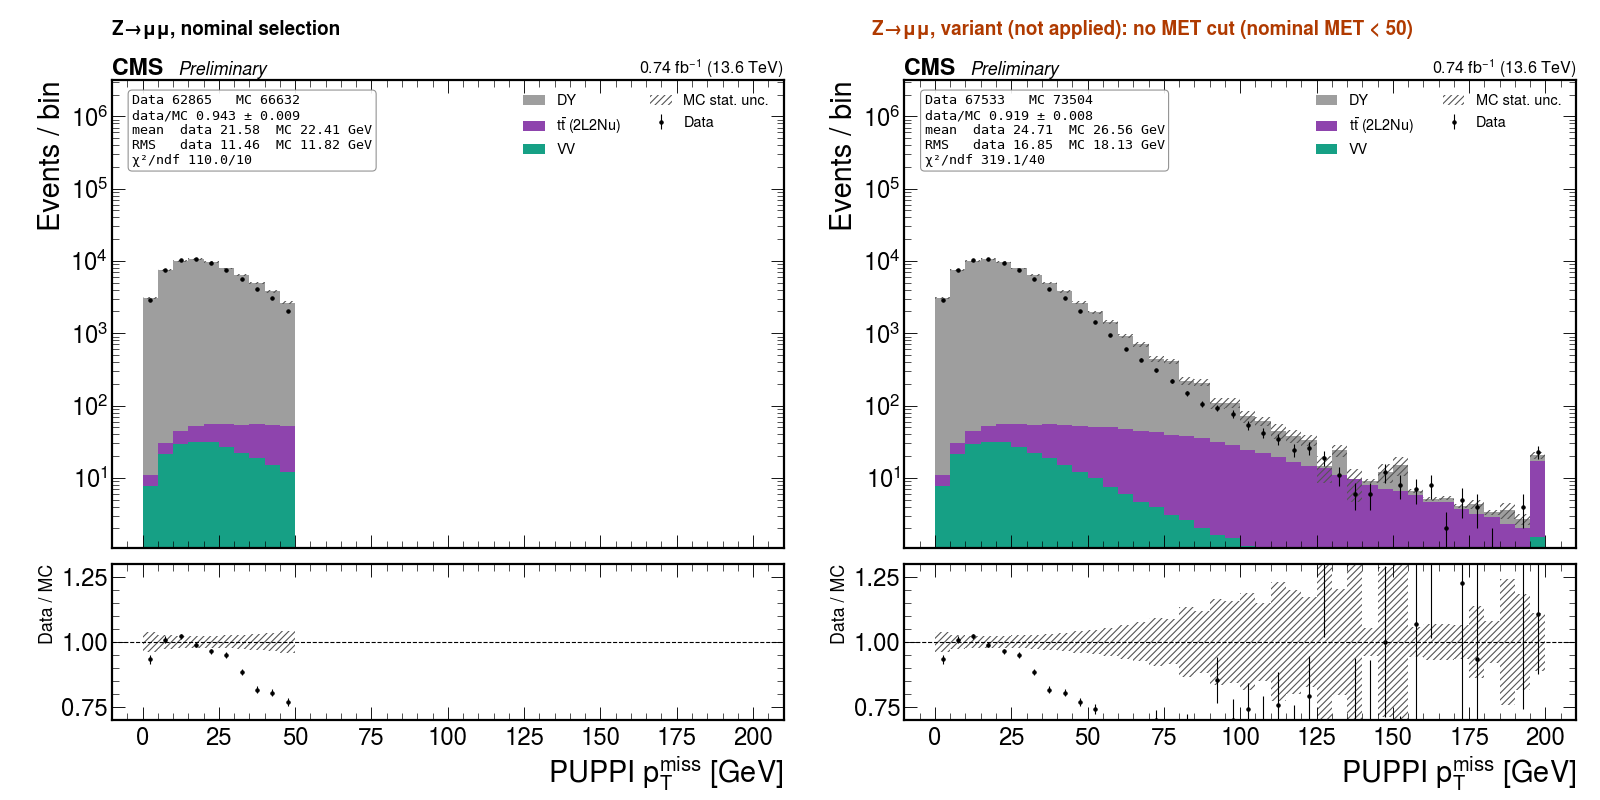 Z→μμ, nominal selection
CMS Preliminary
0.74 fb⁻¹ (13.6 TeV)
Data 62865 MC 66632
data/MC 0.943 ± 0.009
mean data 21.58 MC 22.41 GeV
RMS data 11.46 MC 11.82 GeV
χ²/ndf 110.0/10
DY
tt̄ (2L2Nu)
VV
MC stat. unc.
Data
Events / bin
10⁶
10⁵
10⁴
10³
10²
10¹
Data / MC
1.25
1.00
0.75
0 25 50 75 100 125 150 175 200
PUPPI p_T^miss [GeV]
Z→μμ, variant (not applied): no MET cut (nominal MET < 50)
CMS Preliminary
0.74 fb⁻¹ (13.6 TeV)
Data 67533 MC 73504
data/MC 0.919 ± 0.008
mean data 24.71 MC 26.56 GeV
RMS data 16.85 MC 18.13 GeV
χ²/ndf 319.1/40
DY
tt̄ (2L2Nu)
VV
MC stat. unc.
Data
Events / bin
10⁶
10⁵
10⁴
10³
10²
10¹
Data / MC
1.25
1.00
0.75
0 25 50 75 100 125 150 175 200
PUPPI p_T^miss [GeV]